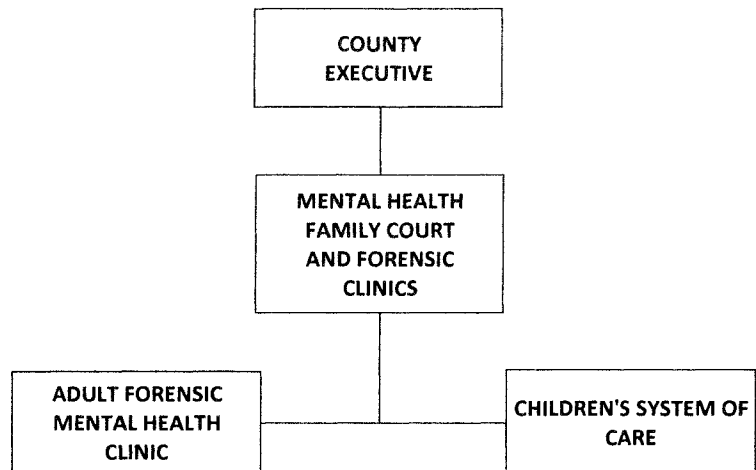 COUNTY
EXECUTIVE
MENTAL HEALTH
FAMILY COURT
AND FORENSIC
CLINICS
ADULT FORENSIC
MENTAL HEALTH
CLINIC
CHILDREN'S SYSTEM OF
CARE